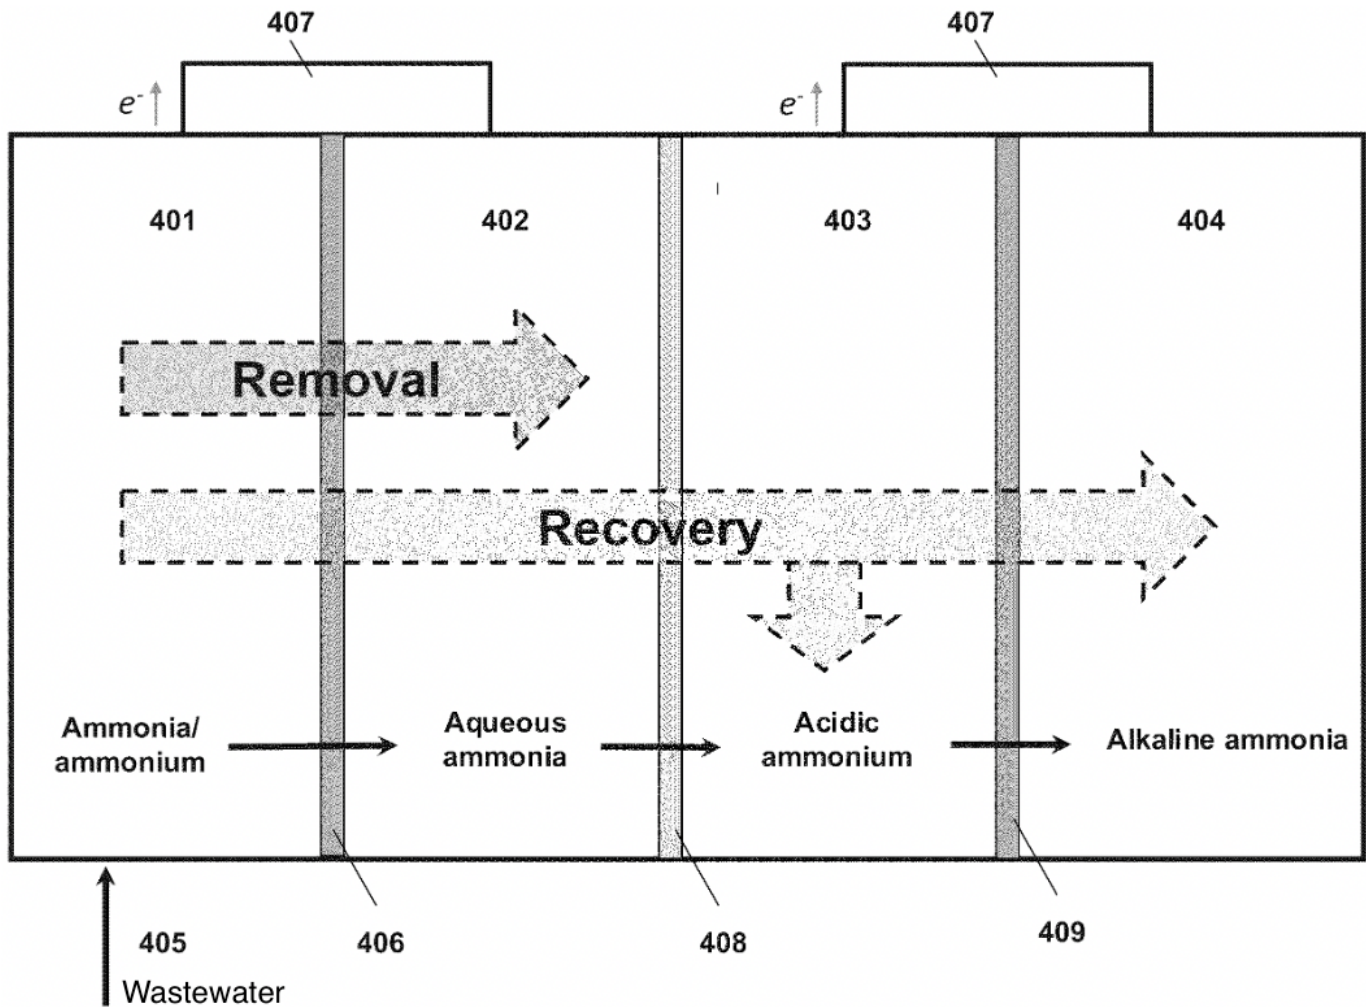 407
407
e-
e-
401
402
403
404
Removal
Recovery
Ammonia/
ammonium
Aqueous
ammonia
Acidic
ammonium
Alkaline ammonia
405
406
408
409
Wastewater